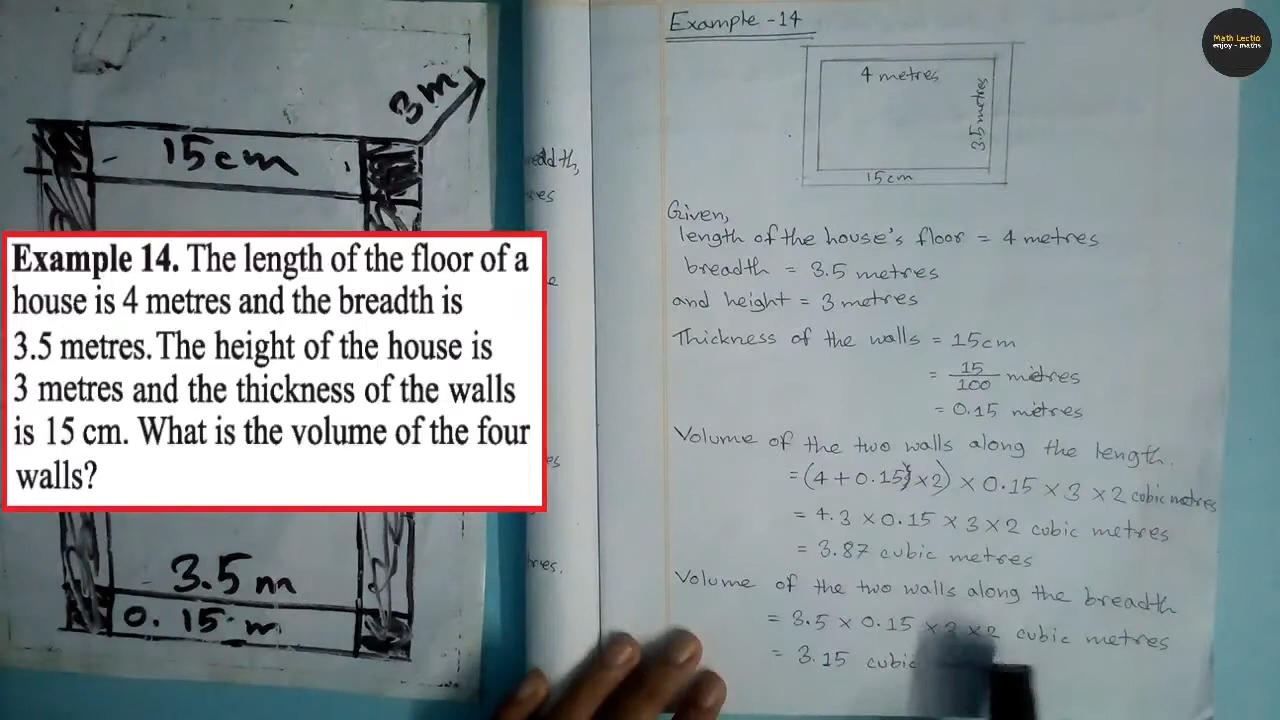 15cm
3m
Example 14. The length of the floor of a
house is 4 metres and the breadth is
3.5 metres. The height of the house is
3 metres and the thickness of the walls
is 15 cm. What is the volume of the four
walls?
3.5m
0.15 m
Example -14
4 metres
3.5 metres
15cm
Given,
length of the house's floor = 4 metres
breadth = 3.5 metres
and height = 3 metres
Thickness of the walls = 15cm
= 15/100 metres
= 0.15 metres
Volume of the two walls along the length.
= (4+0.15×2) × 0.15 × 3 × 2 cubic metres
= 4.3 × 0.15 × 3 × 2 cubic metres
= 3.87 cubic metres
Volume of the two walls along the breadth
= 3.5 × 0.15 × 3 × 2 cubic metres
= 3.15 cubic
Math Lectio
enjoy - maths